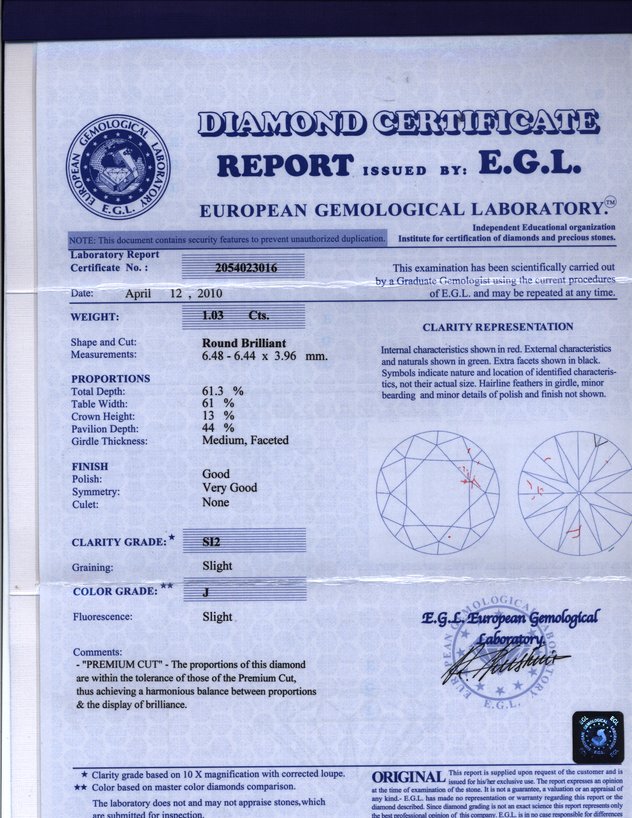 DIAMOND CERTIFICATE
REPORT ISSUED BY: E.G.L.
EUROPEAN GEMOLOGICAL LABORATORY.™
EUROPEAN GEMOLOGICAL LABORATORY
E.G.L.
Independent Educational organization
NOTE: This document contains security features to prevent unauthorized duplication.
Institute for certification of diamonds and precious stones.
Laboratory Report
Certificate No. : 2054023016
Date: April 12 , 2010
This examination has been scientifically carried out
by a Graduate Gemologist using the current procedures
of E.G.L. and may be repeated at any time.
WEIGHT: 1.03 Cts.
Shape and Cut: Round Brilliant
Measurements: 6.48 - 6.44 x 3.96 mm.
PROPORTIONS
Total Depth: 61.3 %
Table Width: 61 %
Crown Height: 13 %
Pavilion Depth: 44 %
Girdle Thickness: Medium, Faceted
FINISH
Polish: Good
Symmetry: Very Good
Culet: None
CLARITY GRADE: ★ SI2
Graining: Slight
COLOR GRADE: ★★ J
Fluorescence: Slight
Comments:
- "PREMIUM CUT" - The proportions of this diamond
are within the tolerance of those of the Premium Cut,
thus achieving a harmonious balance between proportions
& the display of brilliance.
CLARITY REPRESENTATION
Internal characteristics shown in red. External characteristics
and naturals shown in green. Extra facets shown in black.
Symbols indicate nature and location of identified characteris-
tics, not their actual size. Hairline feathers in girdle, minor
bearding and minor details of polish and finish not shown.
E.G.L. European Gemological
Laboratory.
E.G.L.
★ Clarity grade based on 10 X magnification with corrected loupe.
★★ Color based on master color diamonds comparison.
The laboratory does not and may not appraise stones,which
are submitted for inspection.
ORIGINAL This report is supplied upon request of the customer and is
issued for his/her exclusive use. The report expresses an opinion
at the time of examination of the stone. It is not a guarantee, a valuation or an appraisal of
any kind.- E.G.L. has made no representation or warranty regarding this report or the
diamond described. Since diamond grading is not an exact science this report represents only
the best professional opinion of this company. E.G.L. is in no case responsible for differences